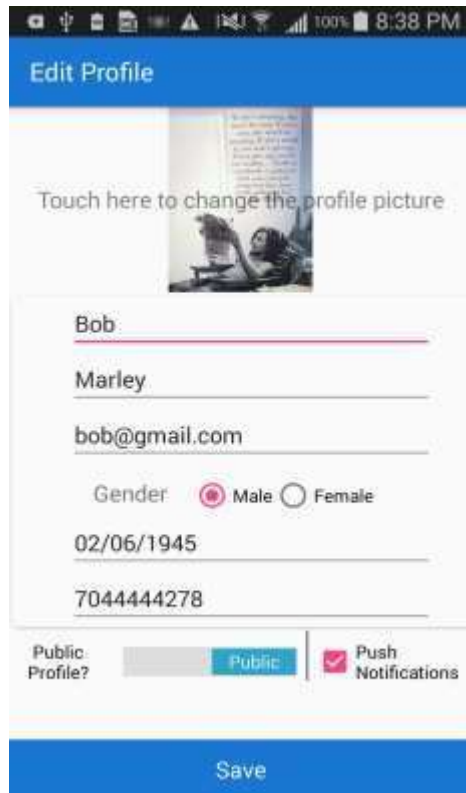 100% 8:38 PM
Edit Profile
Touch here to change the profile picture
Bob
Marley
bob@gmail.com
Gender Male Female
02/06/1945
7044444278
Public
Profile?
Public
Push
Notifications
Save